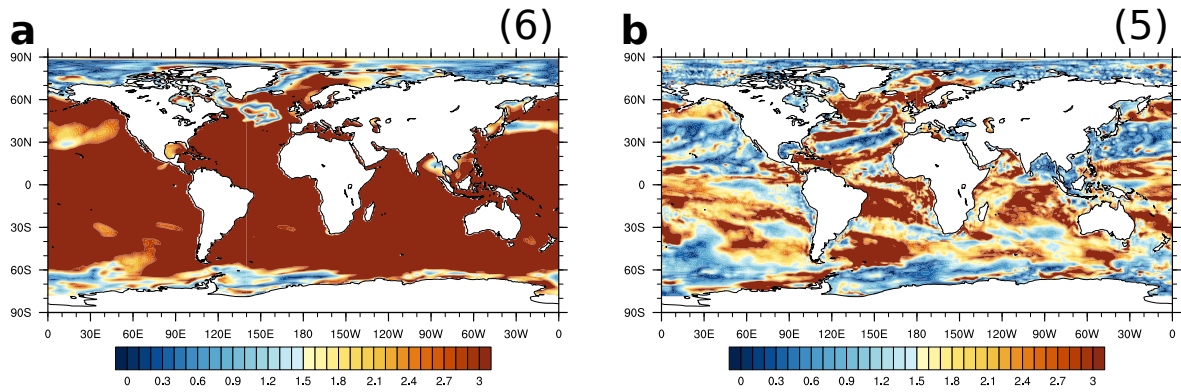 a (6) b (5)
90N 90N
60N 60N
30N 30N
0 0
30S 30S
60S 60S
90S 90S
0 30E 60E 90E 120E 150E 180 150W 120W 90W 60W 30W 0 0 30E 60E 90E 120E 150E 180 150W 120W 90W 60W 30W 0
0 0.3 0.6 0.9 1.2 1.5 1.8 2.1 2.4 2.7 3 0 0.3 0.6 0.9 1.2 1.5 1.8 2.1 2.4 2.7 3